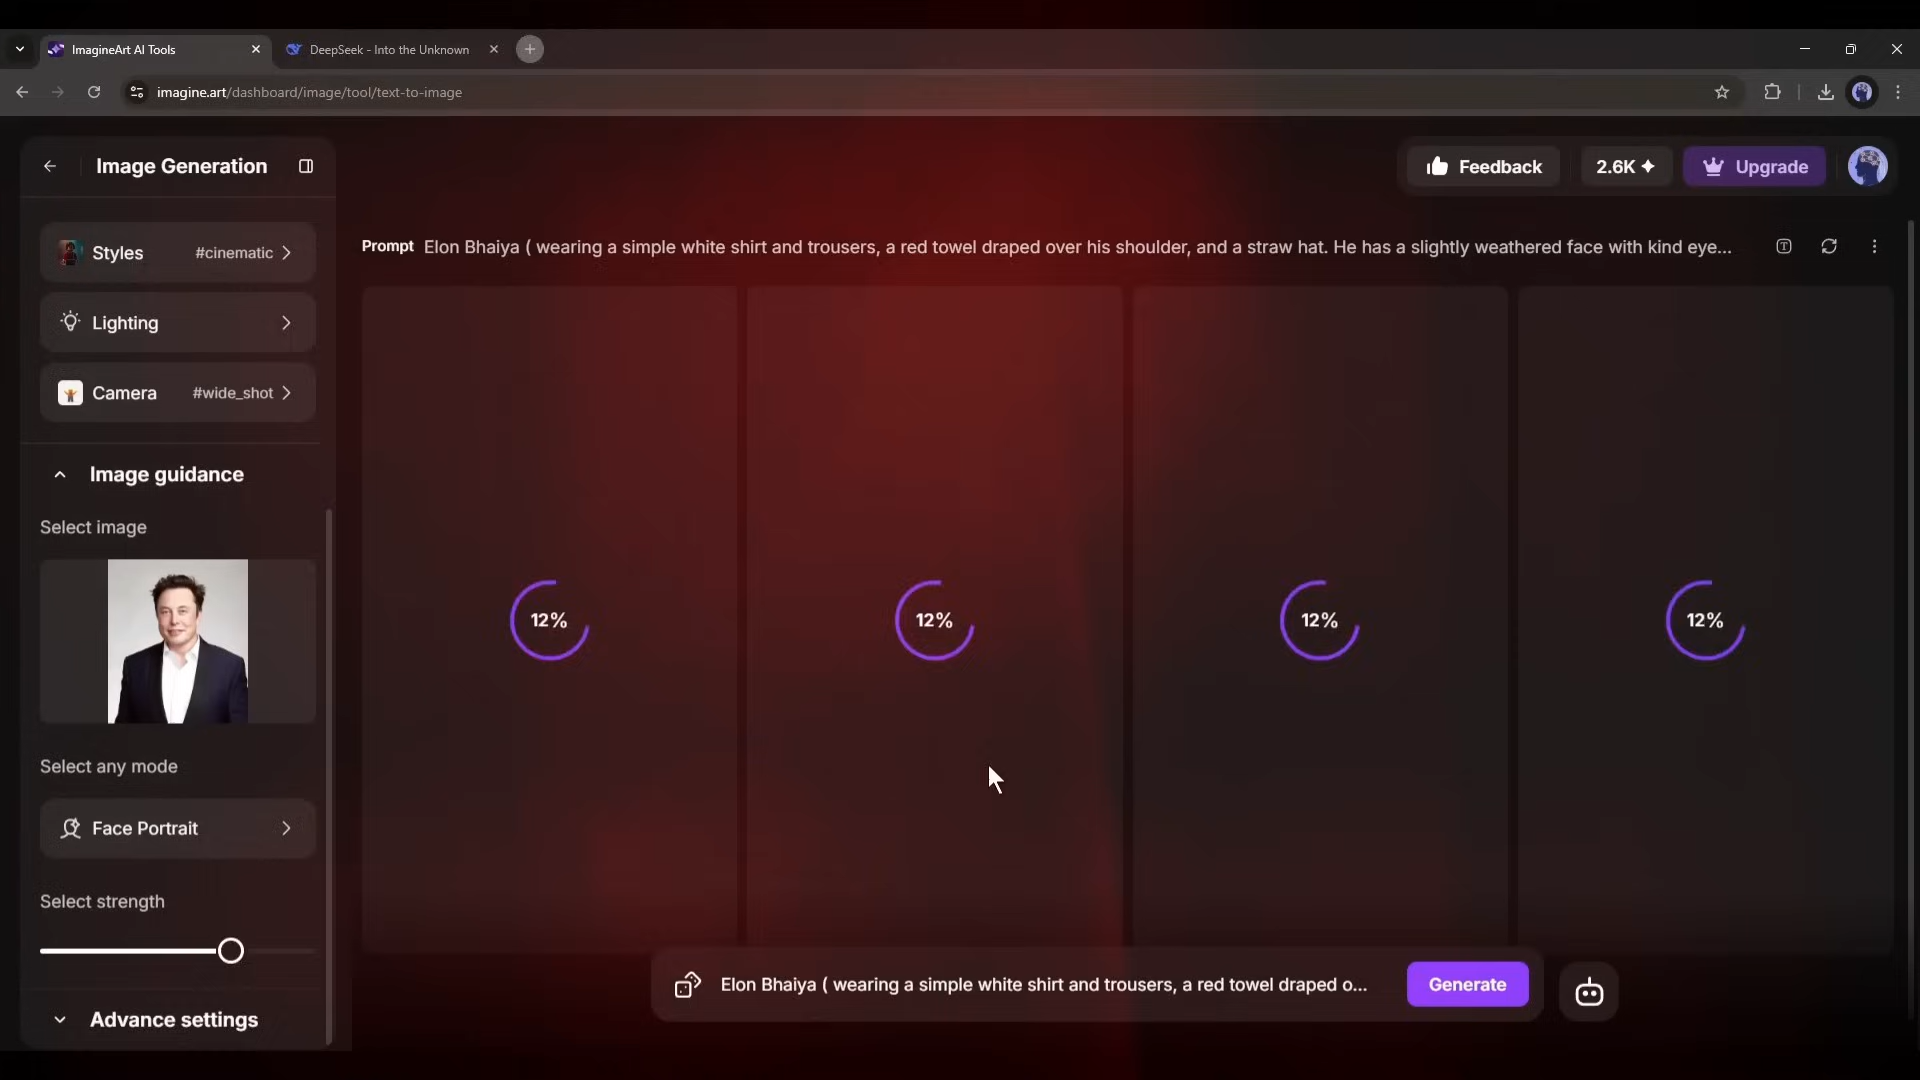 ImagineArt AI Tools
DeepSeek - Into the Unknown
imagine.art/dashboard/image/tool/text-to-image
Image Generation
Feedback
2.6K
Upgrade
Styles #cinematic
Prompt Elon Bhaiya ( wearing a simple white shirt and trousers, a red towel draped over his shoulder, and a straw hat. He has a slightly weathered face with kind eye...
Lighting
Camera #wide_shot
Image guidance
Select image
12%
12%
12%
12%
Select any mode
Face Portrait
Select strength
Elon Bhaiya ( wearing a simple white shirt and trousers, a red towel draped o...
Generate
Advance settings